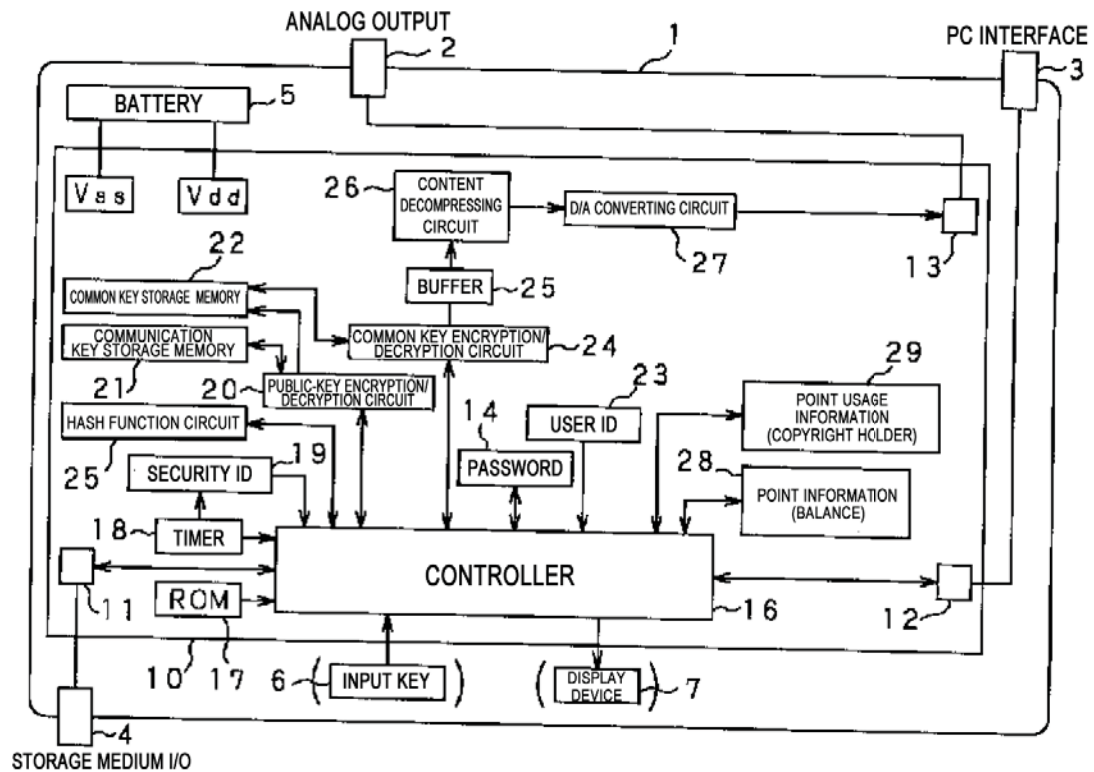 ANALOG OUTPUT
2
1
PC INTERFACE
3
BATTERY
5
Vss
Vdd
26
CONTENT
DECOMPRESSING
CIRCUIT
D/A CONVERTING CIRCUIT
27
13
22
COMMON KEY STORAGE MEMORY
BUFFER
25
COMMUNICATION
KEY STORAGE MEMORY
21
COMMON KEY ENCRYPTION/
DECRYPTION CIRCUIT
24
20
PUBLIC-KEY ENCRYPTION/
DECRYPTION CIRCUIT
23
29
POINT USAGE
INFORMATION
(COPYRIGHT HOLDER)
HASH FUNCTION CIRCUIT
25
14
USER ID
19
SECURITY ID
PASSWORD
28
POINT INFORMATION
(BALANCE)
18
TIMER
CONTROLLER
16
11
ROM
12
10
17
6
(INPUT KEY)
(DISPLAY
DEVICE)
7
4
STORAGE MEDIUM I/O